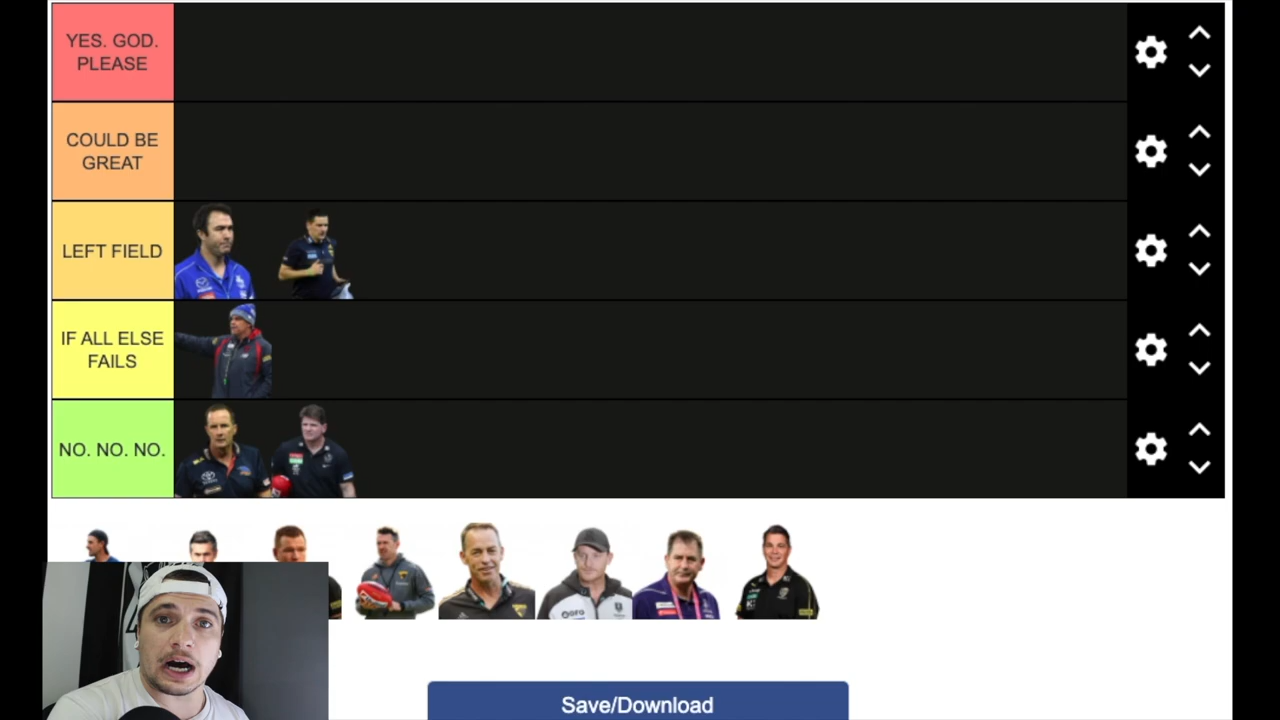 YES. GOD.
PLEASE
COULD BE
GREAT
LEFT FIELD
IF ALL ELSE
FAILS
NO. NO. NO.
Save/Download